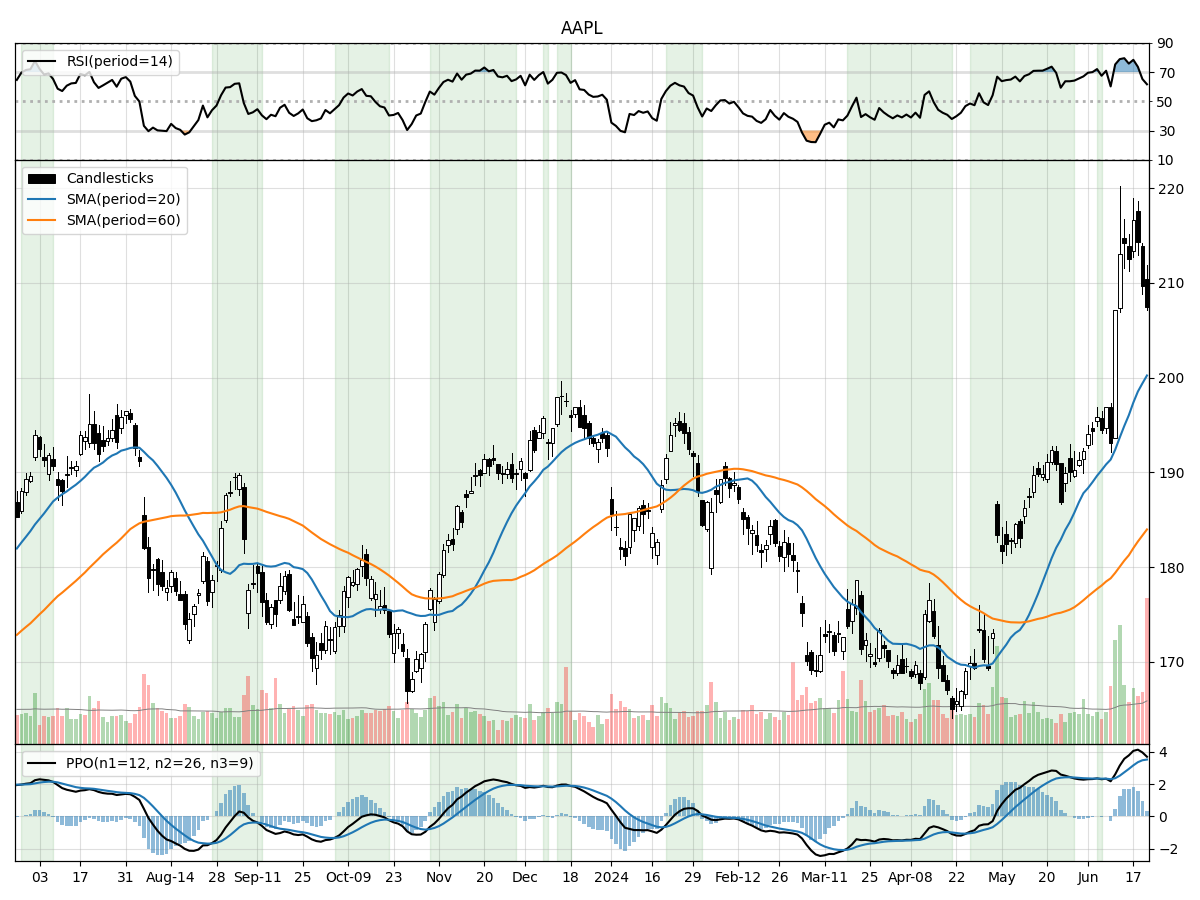 AAPL
RSI(period=14)
90
70
50
30
10
Candlesticks
SMA(period=20)
SMA(period=60)
220
210
200
190
180
170
PPO(n1=12, n2=26, n3=9)
4
2
0
−2
03 17 31 Aug-14 28 Sep-11 25 Oct-09 23 Nov 20 Dec 18 2024 16 29 Feb-12 26 Mar-11 25 Apr-08 22 May 20 Jun 17